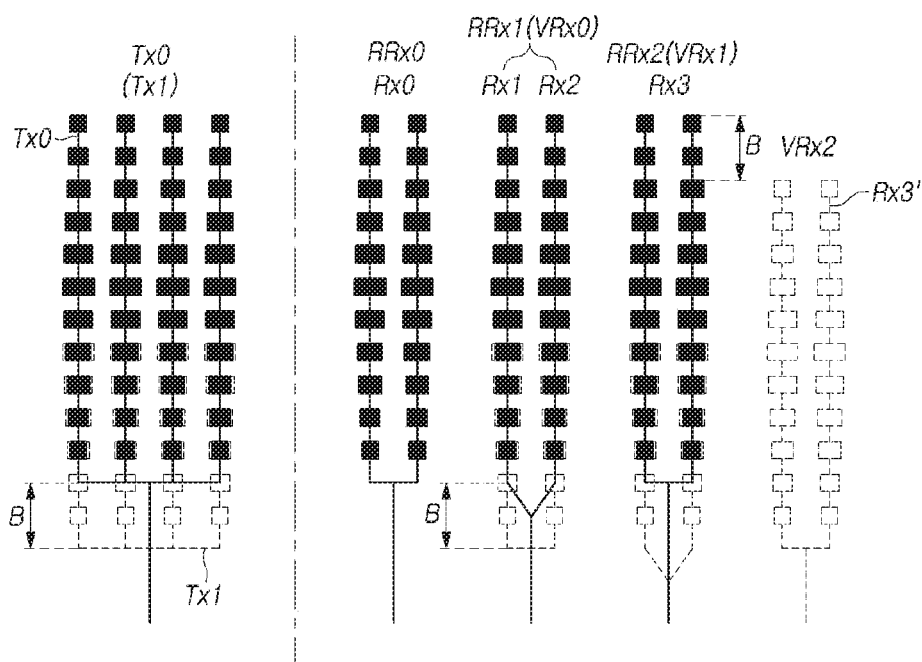 Tx0
(Tx1)
Tx0
RRx0
Rx0
RRx1(VRx0)
Rx1 Rx2
RRx2(VRx1)
Rx3
B
VRx2
Rx3'
B
Tx1
B